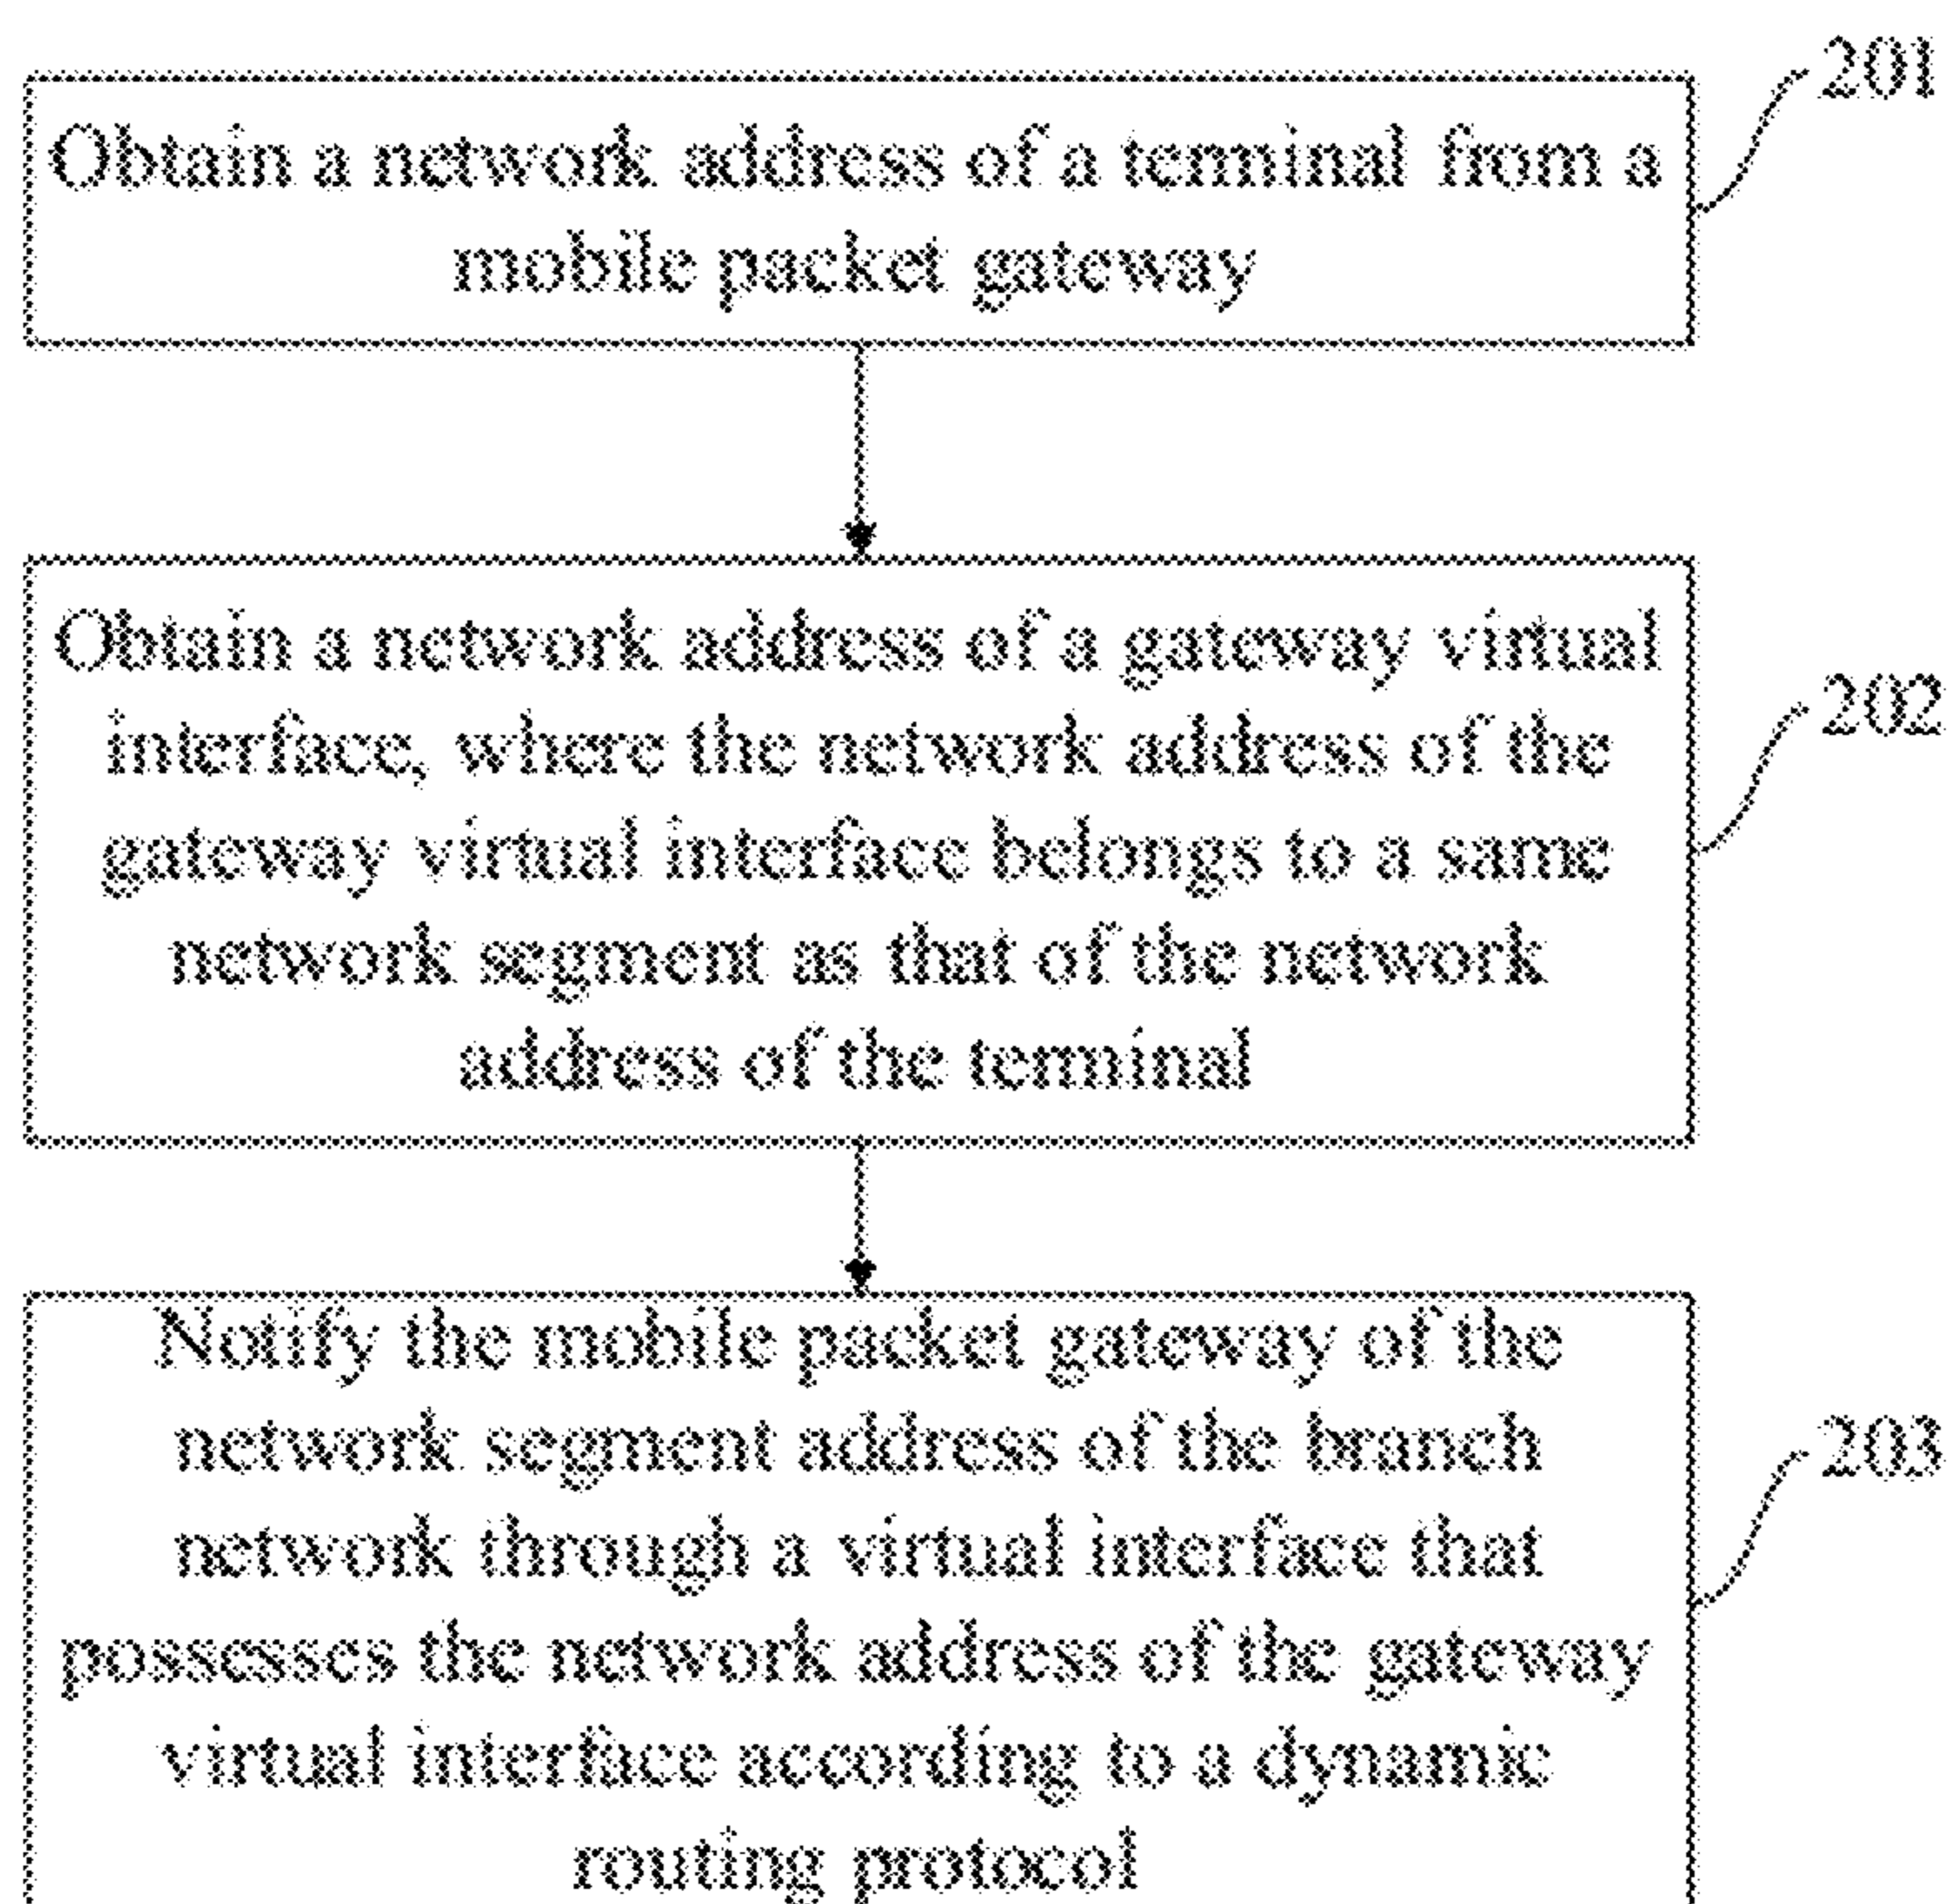 201
Obtain a network address of a terminal from a
mobile packet gateway
Obtain a network address of a gateway virtual
interface, where the network address of the
gateway virtual interface belongs to a same
network segment as that of the network
address of the terminal
202
Notify the mobile packet gateway of the
network segment address of the branch
network through a virtual interface that
possesses the network address of the gateway
virtual interface according to a dynamic
routing protocol
203